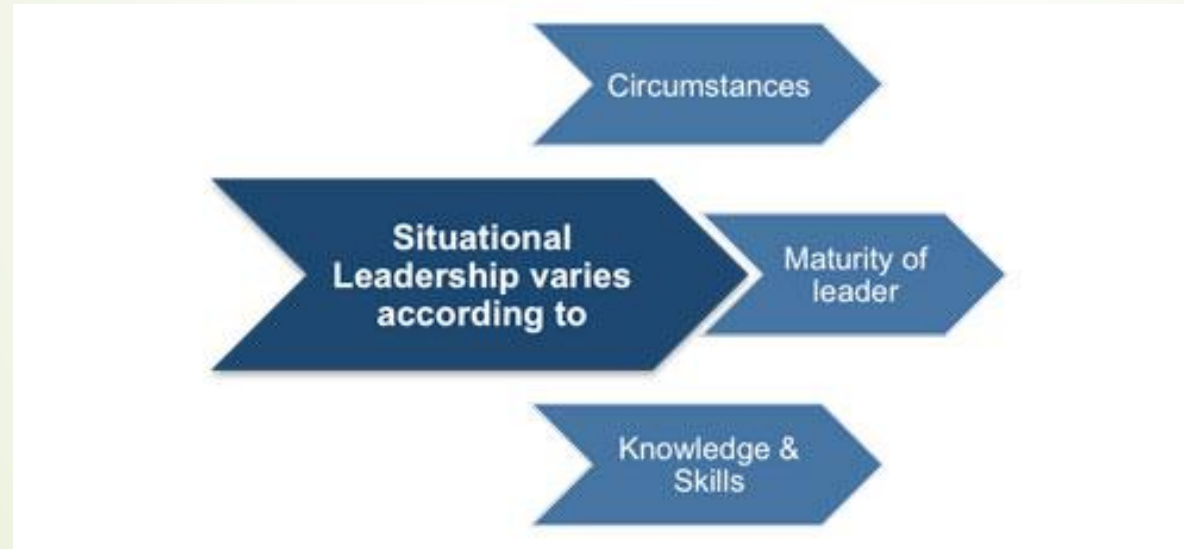 Circumstances
Situational
Leadership varies
according to
Maturity of
leader
Knowledge &
Skills